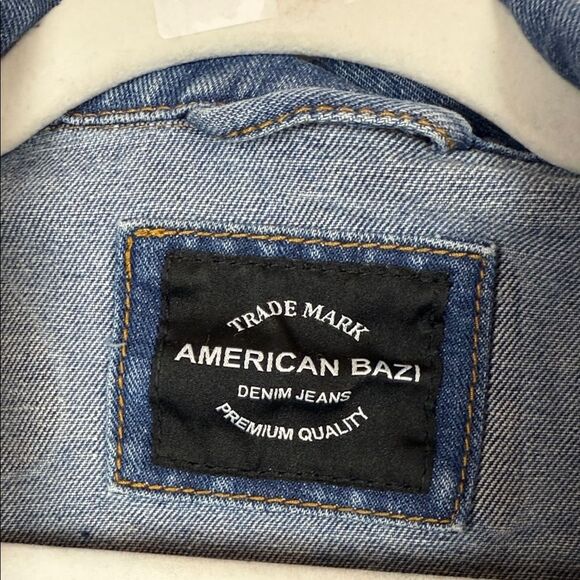 TRADE MARK
AMERICAN BAZI
DENIM JEANS
PREMIUM QUALITY